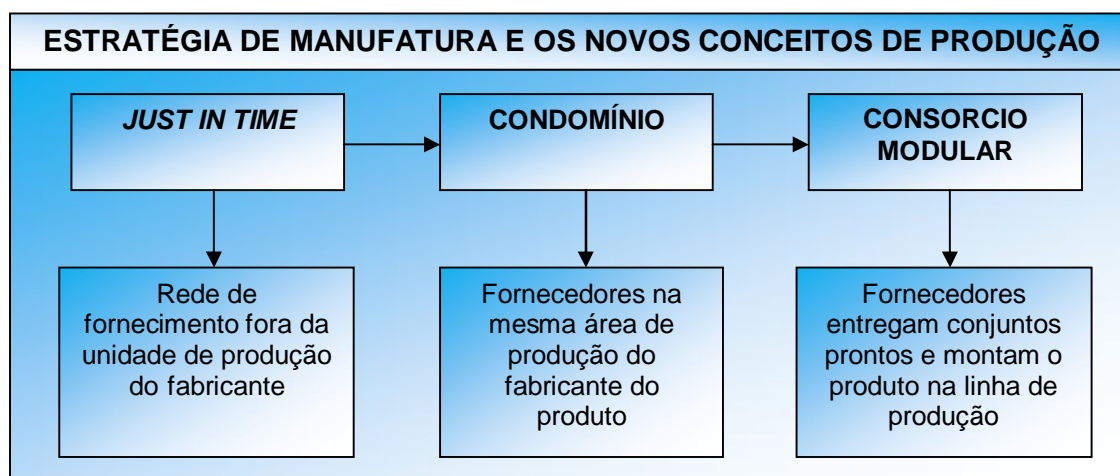 ESTRATÉGIA DE MANUFATURA E OS NOVOS CONCEITOS DE PRODUÇÃO
JUST IN TIME
CONDOMÍNIO
CONSORCIO
MODULAR
Rede de
fornecimento fora da
unidade de produção
do fabricante
Fornecedores na
mesma área de
produção do
fabricante do
produto
Fornecedores
entregam conjuntos
prontos e montam o
produto na linha de
produção